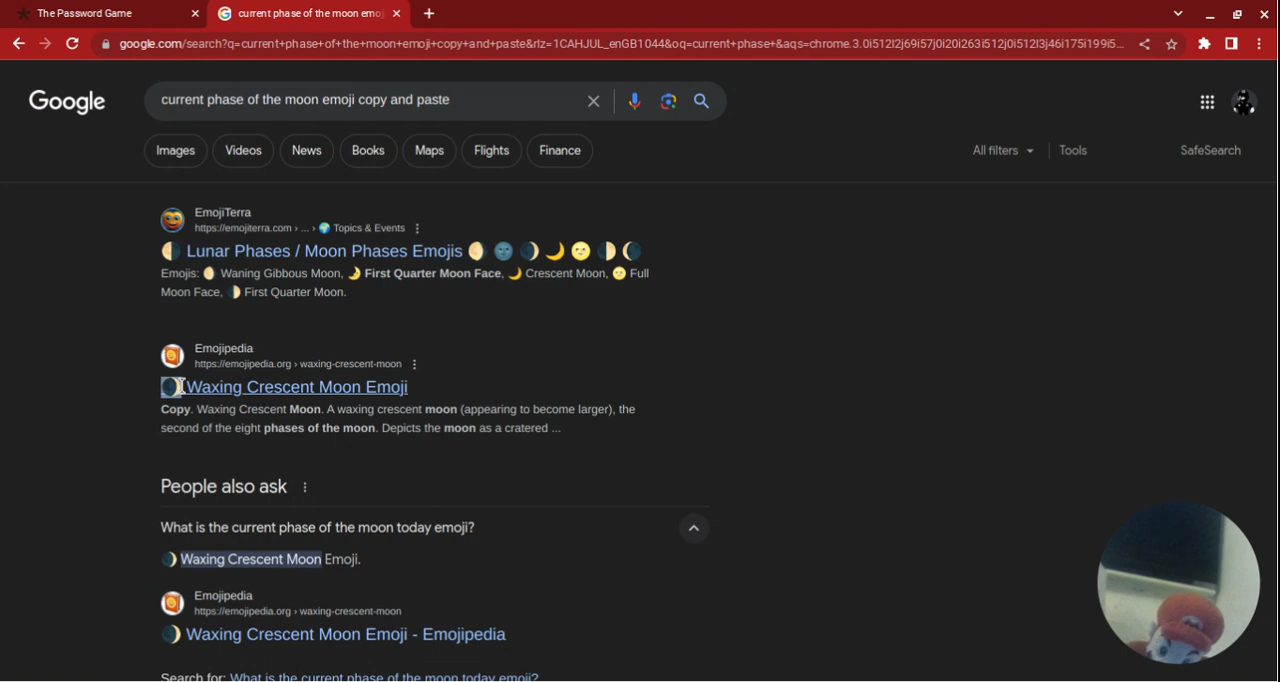 The Password Game
current phase of the moon emoj
google.com/search?q=current+phase+of+the+moon+emoji+copy+and+paste&rlz=1CAHJUL_enGB1044&oq=current+phase+&aqs=chrome.3.0i512l2j69i57j0i20i263i512j0i512l3j46i175i199i5...
Google
current phase of the moon emoji copy and paste
Images Videos News Books Maps Flights Finance
All filters Tools SafeSearch
EmojiTerra
https://emojiterra.com › ... › 🌍 Topics & Events
🌗 Lunar Phases / Moon Phases Emojis 🌖 🌚 🌒 🌙 🌝 🌓 🌘
Emojis: 🌖 Waning Gibbous Moon, 🌛 First Quarter Moon Face, 🌙 Crescent Moon, 🌝 Full
Moon Face, 🌓 First Quarter Moon.
Emojipedia
https://emojipedia.org › waxing-crescent-moon
🌒 Waxing Crescent Moon Emoji
Copy. Waxing Crescent Moon. A waxing crescent moon (appearing to become larger), the
second of the eight phases of the moon. Depicts the moon as a cratered ...
People also ask
What is the current phase of the moon today emoji?
🌒 Waxing Crescent Moon Emoji.
Emojipedia
https://emojipedia.org › waxing-crescent-moon
🌒 Waxing Crescent Moon Emoji - Emojipedia
Search for: What is the current phase of the moon today emoji?